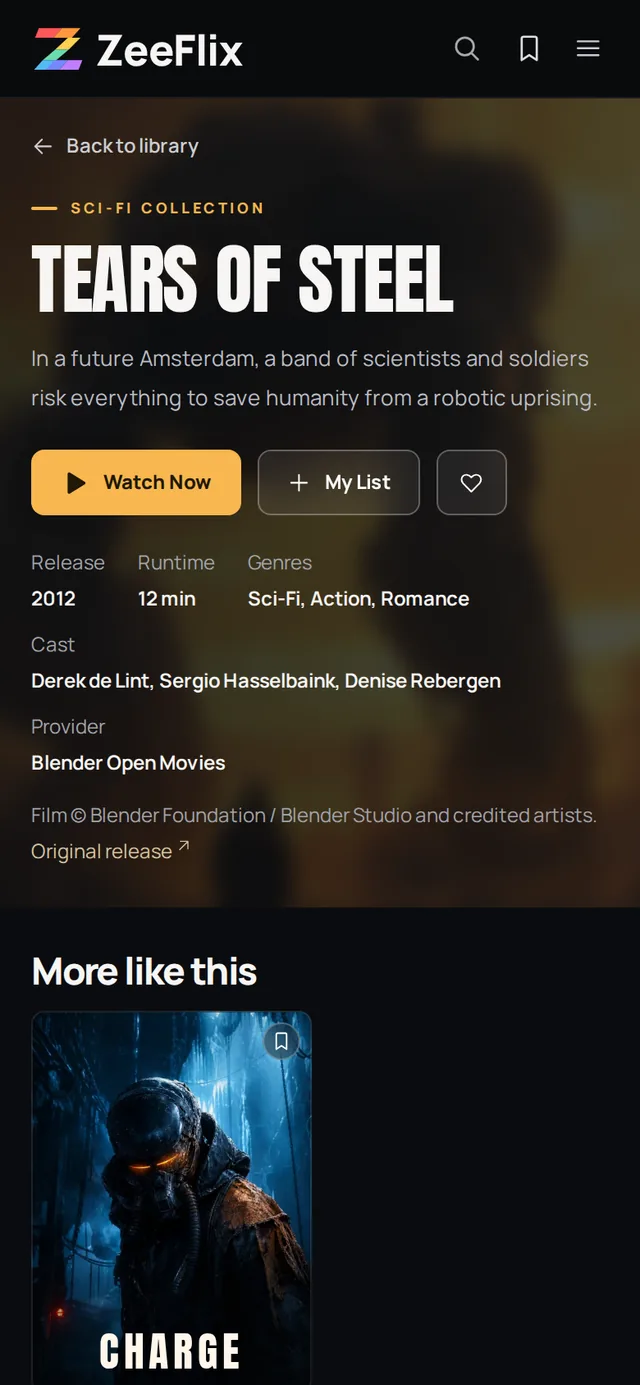 ZeeFlix
Back to library
SCI-FI COLLECTION
TEARS OF STEEL
In a future Amsterdam, a band of scientists and soldiers
risk everything to save humanity from a robotic uprising.
Watch Now
My List
Release Runtime Genres
2012 12 min Sci-Fi, Action, Romance
Cast
Derek de Lint, Sergio Hasselbaink, Denise Rebergen
Provider
Blender Open Movies
Film © Blender Foundation / Blender Studio and credited artists.
Original release ↗
More like this
CHARGE